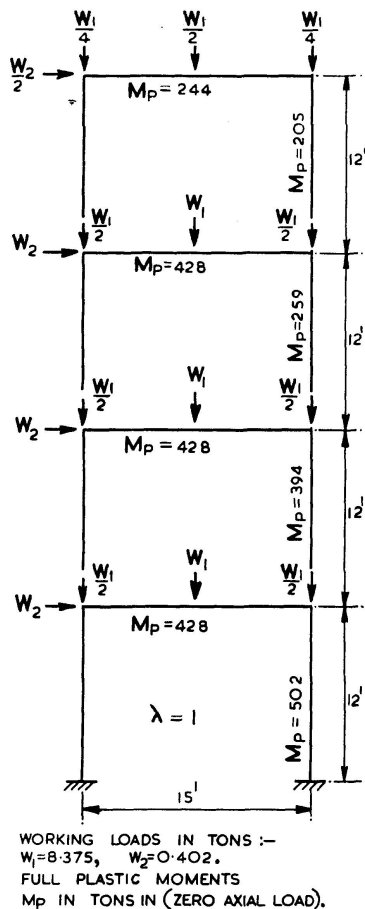 W₁/4 W₁/2 W₁/4
W₂/2
Mp=244
Mp=205
12'
W₁/2 W₁ W₁/2
W₂
Mp=428
Mp=259
12'
W₁/2 W₁ W₁/2
W₂
Mp=428
Mp=394
12'
W₁/2 W₁ W₁/2
W₂
Mp=428
Mp=502
12'
λ=1
15'
WORKING LOADS IN TONS :-
W₁=8·375, W₂=0·402.
FULL PLASTIC MOMENTS
Mp IN TONS IN (ZERO AXIAL LOAD).